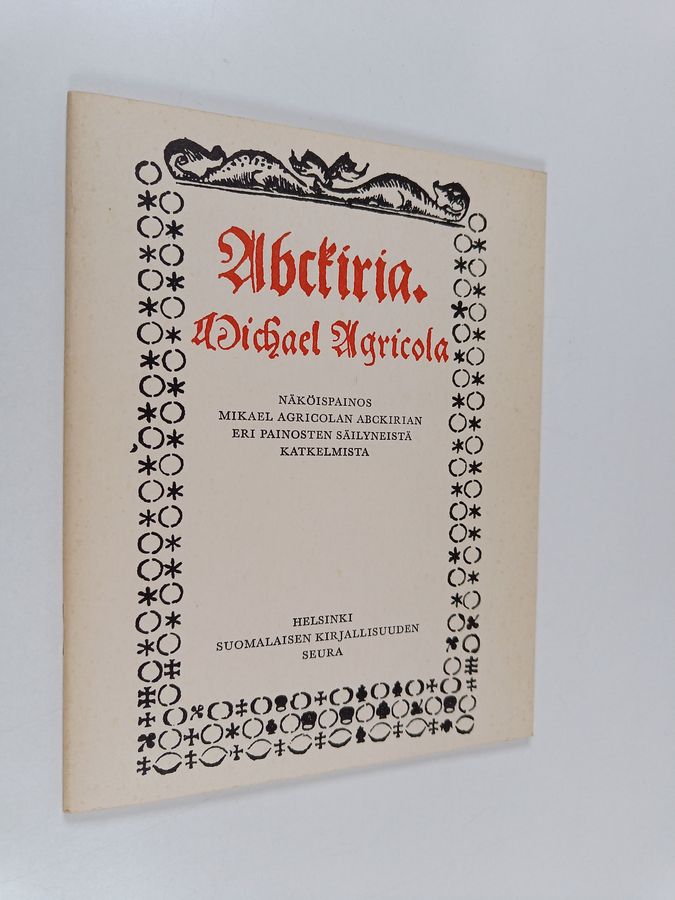 Abckiria.
Michael Agricola
NÄKÖISPAINOS
MIKAEL AGRICOLAN ABCKIRIAN
ERI PAINOSTEN SÄILYNEISTÄ
KATKELMISTA
HELSINKI
SUOMALAISEN KIRJALLISUUDEN
SEURA